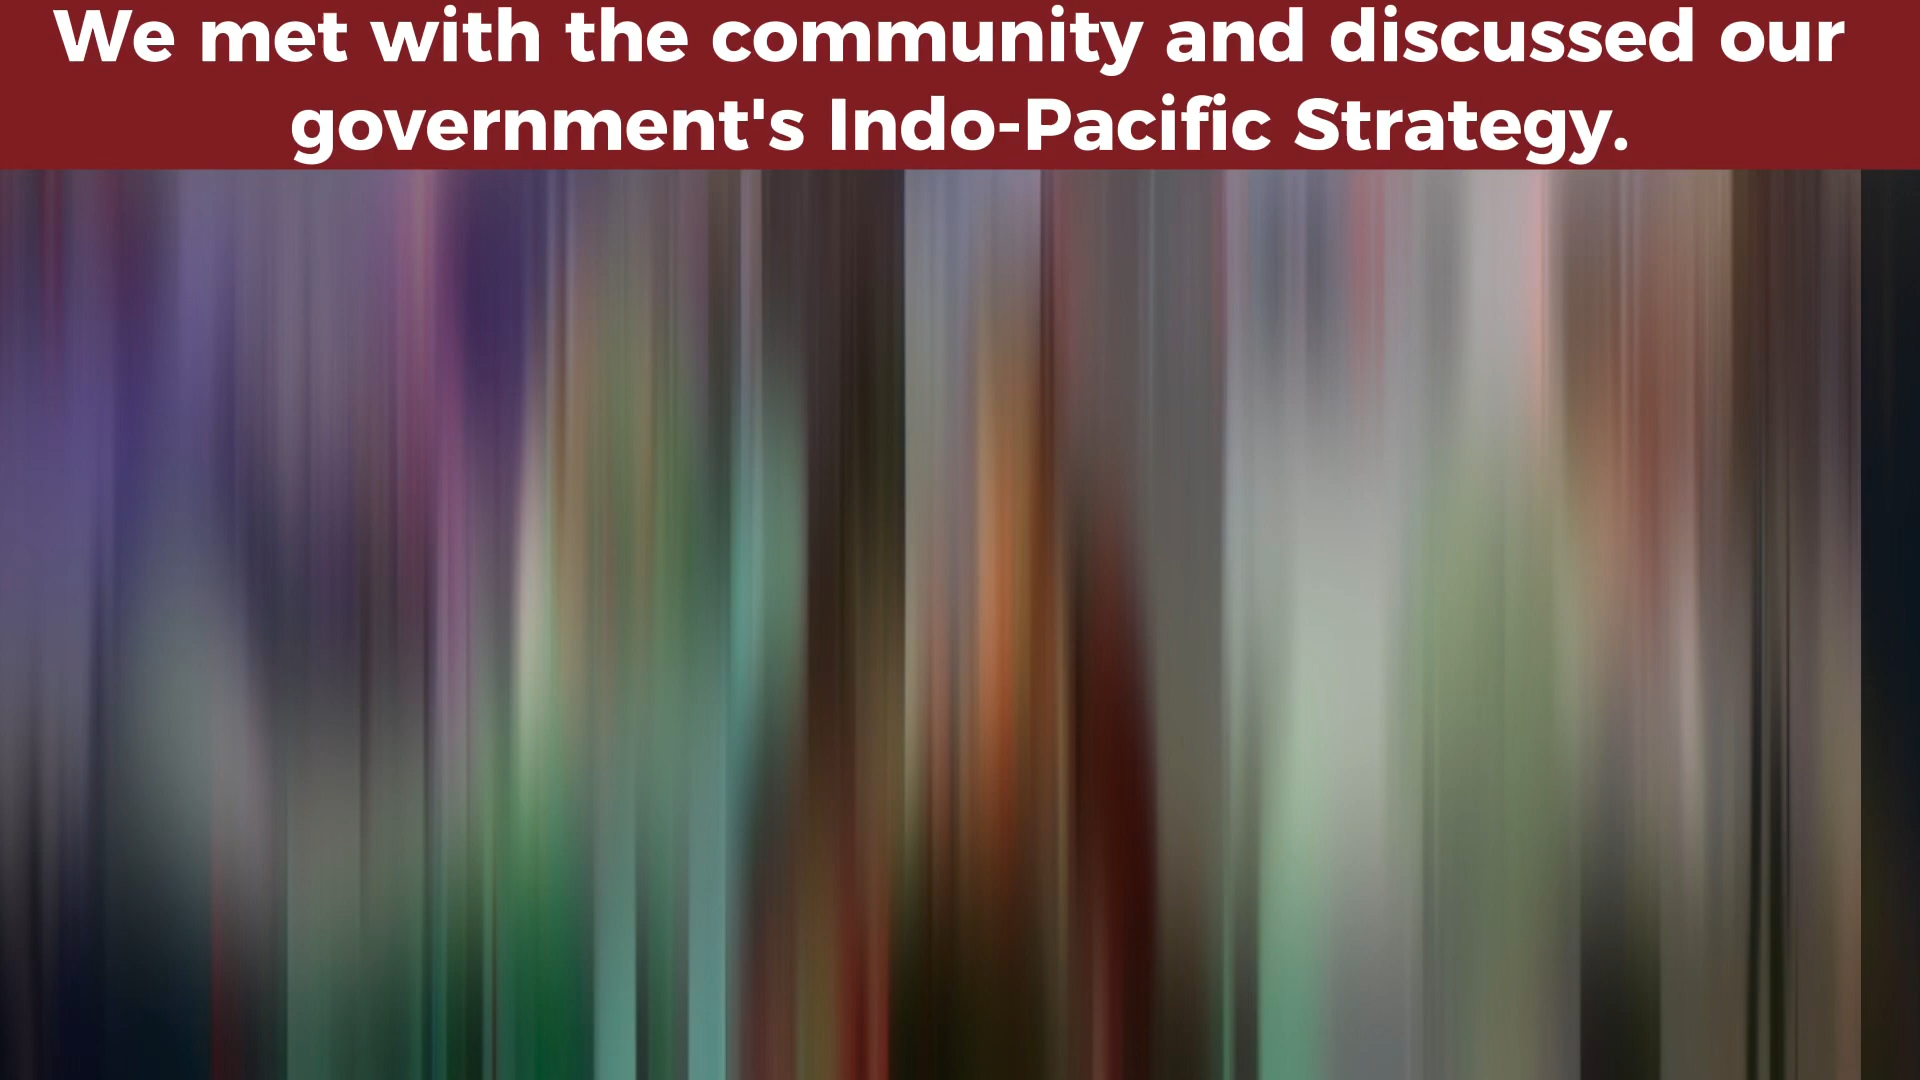 We met with the community and discussed our
government's Indo-Pacific Strategy.